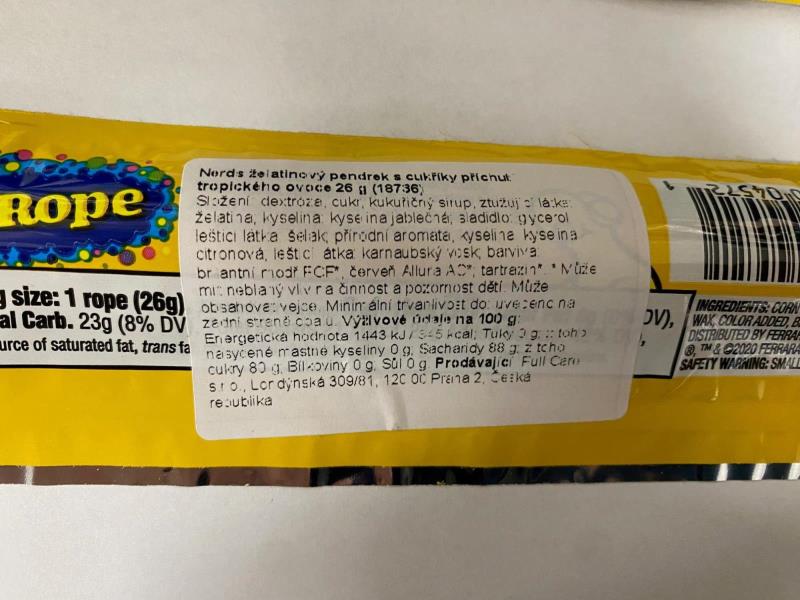 ROPE
g size: 1 rope (26g)
al Carb. 23g (8% DV
urce of saturated fat, trans fa
Nerds želatinový pendrek s cukříky příchuť
tropického ovoce 26 g (18736)
Složení: dextróza, cukr, kukuřičný sirup, ztužující látka:
želatina, kyselina: kyselina jablečná, sladidlo: glycerol
leštící látka: šelak, přírodní aromata, kyselina: kyselina
citronová, leštící látka: karnaubský vosk, barviva:
briantní modř FCF*, červeň Allura AC*, tartrazin*. * Může
mít neblahý vliv na činnost a pozornost dětí. Může
obsahovat vejce. Minimální trvanlivost do: uvedeno na
zadní straně obalu. Výživové údaje na 100 g:
Energetická hodnota 1443 kJ / 345 kcal; Tuky 0 g; z toho
nasycené mastné kyseliny 0 g; Sacharidy 88 g; z toho
cukry 80 g; Bílkoviny 0 g; Sůl 0 g. Prodávající: Full Care
s.r.o., Londýnská 309/81, 120 00 Praha 2, Česká
republika
DV),
04572 1
INGREDIENTS: CORN
WAX, COLOR ADDED, B
DISTRIBUTED BY FERRAR
®, ™ & ©2020 FERRARA
SAFETY WARNING: SMALL